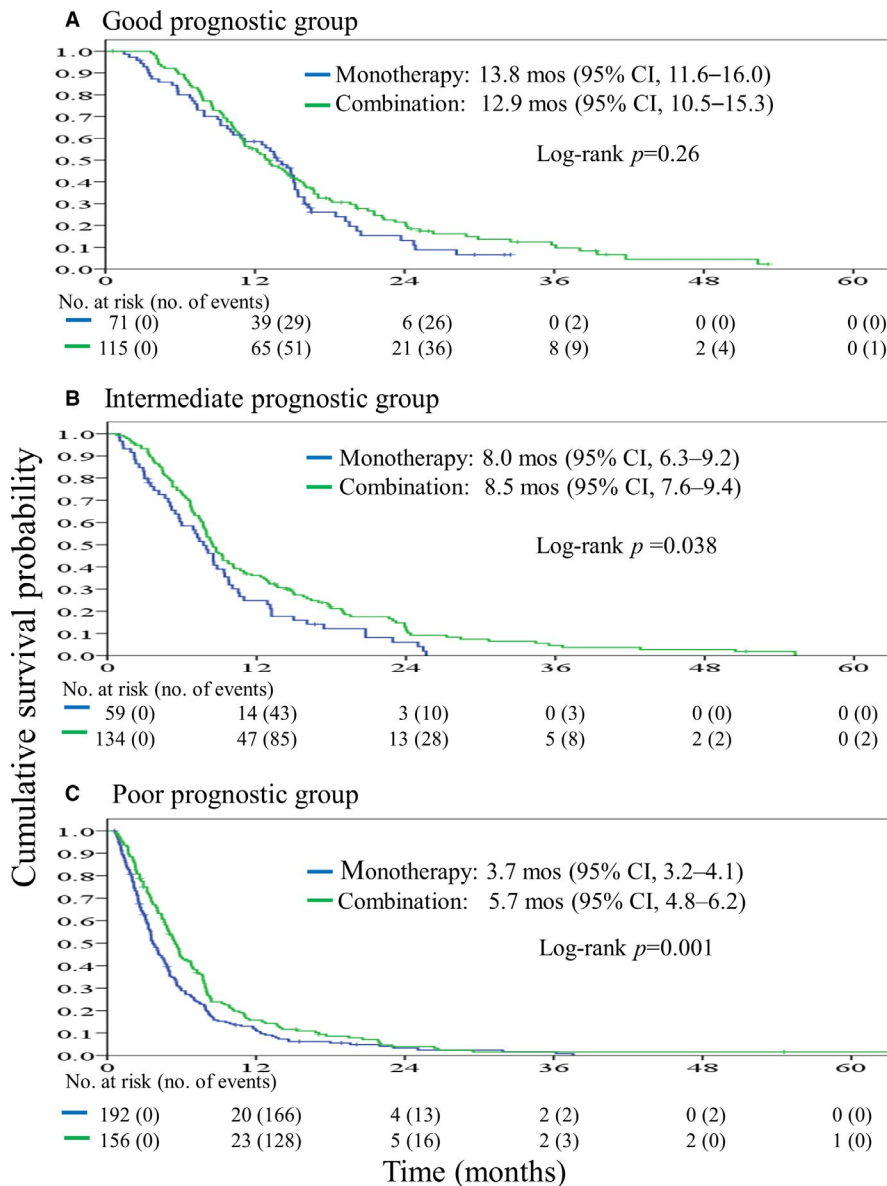 A Good prognostic group
1.0
0.9
0.8
0.7
0.6
0.5
0.4
0.3
0.2
0.1
0.0
Monotherapy: 13.8 mos (95% CI, 11.6–16.0)
Combination: 12.9 mos (95% CI, 10.5–15.3)
Log-rank p=0.26
0 12 24 36 48 60
No. at risk (no. of events)
71 (0) 39 (29) 6 (26) 0 (2) 0 (0) 0 (0)
115 (0) 65 (51) 21 (36) 8 (9) 2 (4) 0 (1)
B Intermediate prognostic group
1.0
0.9
0.8
0.7
0.6
0.5
0.4
0.3
0.2
0.1
0.0
Monotherapy: 8.0 mos (95% CI, 6.3–9.2)
Combination: 8.5 mos (95% CI, 7.6–9.4)
Log-rank p =0.038
0 12 24 36 48 60
No. at risk (no. of events)
59 (0) 14 (43) 3 (10) 0 (3) 0 (0) 0 (0)
134 (0) 47 (85) 13 (28) 5 (8) 2 (2) 0 (2)
Cumulative survival probability
C Poor prognostic group
1.0
0.9
0.8
0.7
0.6
0.5
0.4
0.3
0.2
0.1
0.0
Monotherapy: 3.7 mos (95% CI, 3.2–4.1)
Combination: 5.7 mos (95% CI, 4.8–6.2)
Log-rank p=0.001
0 12 24 36 48 60
No. at risk (no. of events)
192 (0) 20 (166) 4 (13) 2 (2) 0 (2) 0 (0)
156 (0) 23 (128) 5 (16) 2 (3) 2 (0) 1 (0)
Time (months)